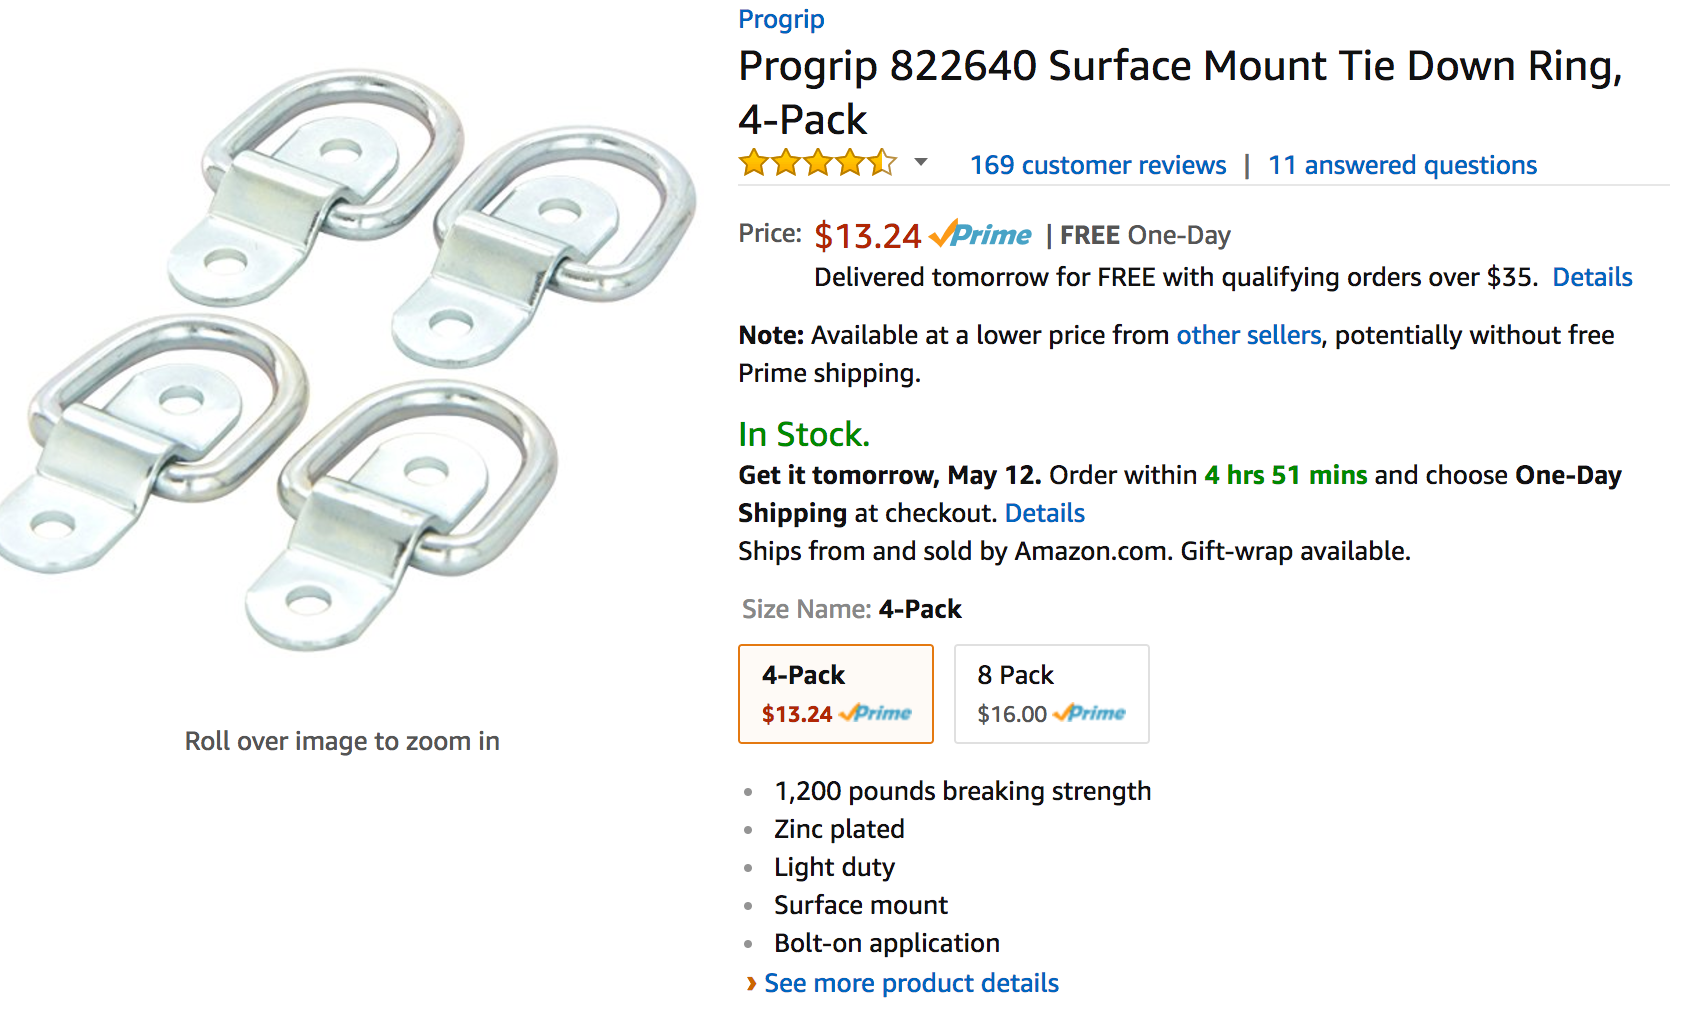 Progrip
Progrip 822640 Surface Mount Tie Down Ring,
4-Pack
169 customer reviews | 11 answered questions
Price: $13.24 Prime | FREE One-Day
Delivered tomorrow for FREE with qualifying orders over $35. Details
Note: Available at a lower price from other sellers, potentially without free
Prime shipping.
In Stock.
Get it tomorrow, May 12. Order within 4 hrs 51 mins and choose One-Day
Shipping at checkout. Details
Ships from and sold by Amazon.com. Gift-wrap available.
Size Name: 4-Pack
4-Pack
$13.24 Prime
8 Pack
$16.00 Prime
Roll over image to zoom in
• 1,200 pounds breaking strength
• Zinc plated
• Light duty
• Surface mount
• Bolt-on application
› See more product details